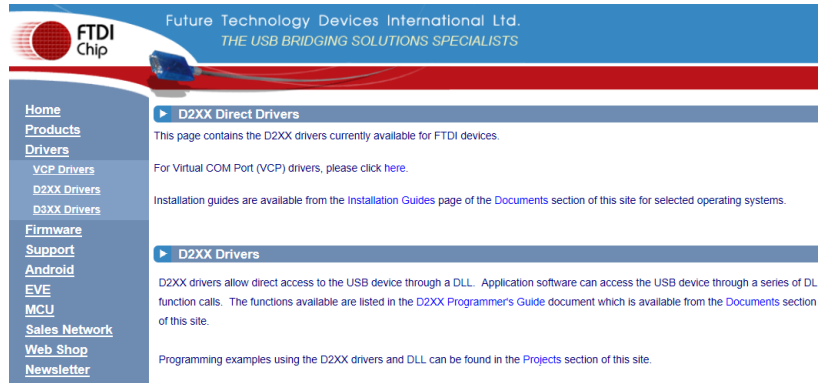 FTDI
Chip
Future Technology Devices International Ltd.
THE USB BRIDGING SOLUTIONS SPECIALISTS
Home
Products
Drivers
VCP Drivers
D2XX Drivers
D3XX Drivers
Firmware
Support
Android
EVE
MCU
Sales Network
Web Shop
Newsletter
D2XX Direct Drivers
This page contains the D2XX drivers currently available for FTDI devices.
For Virtual COM Port (VCP) drivers, please click here.
Installation guides are available from the Installation Guides page of the Documents section of this site for selected operating systems.
D2XX Drivers
D2XX drivers allow direct access to the USB device through a DLL. Application software can access the USB device through a series of DL
function calls. The functions available are listed in the D2XX Programmer's Guide document which is available from the Documents section
of this site.
Programming examples using the D2XX drivers and DLL can be found in the Projects section of this site.